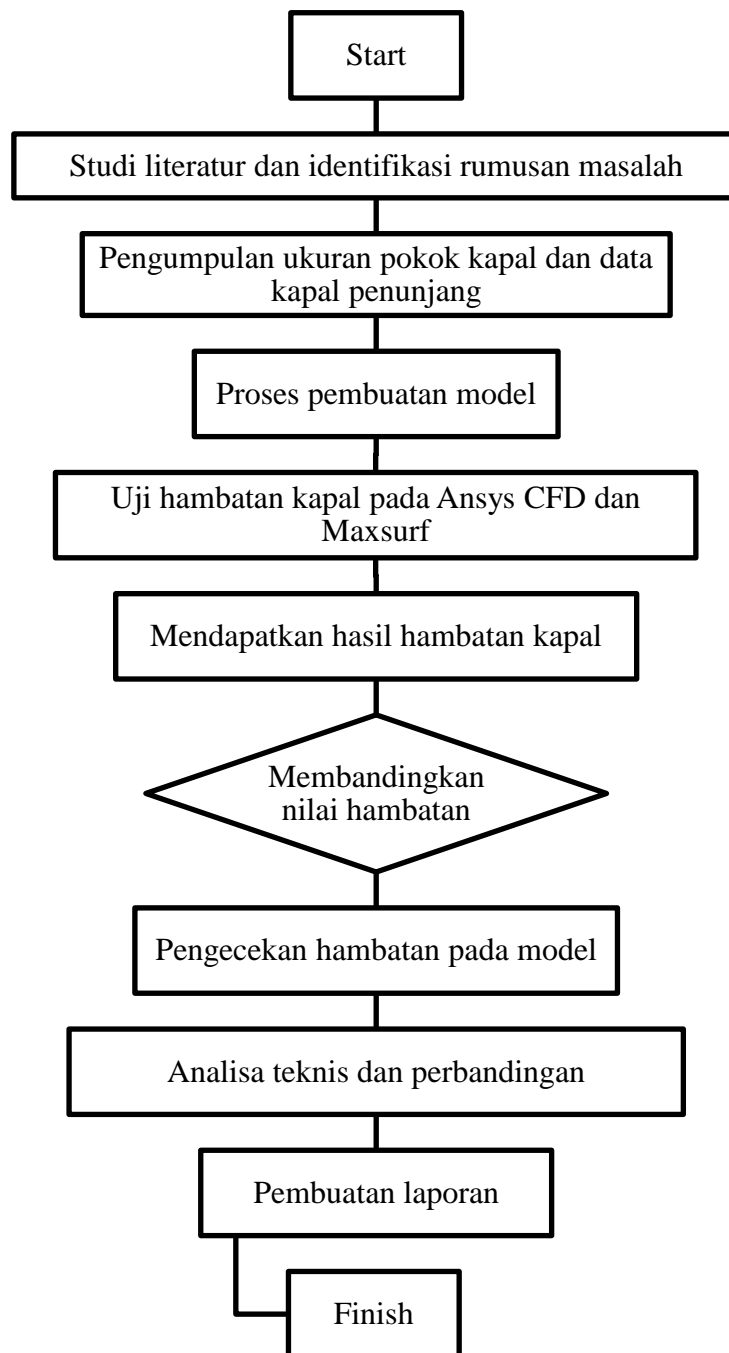 Start
Studi literatur dan identifikasi rumusan masalah
Pengumpulan ukuran pokok kapal dan data
kapal penunjang
Proses pembuatan model
Uji hambatan kapal pada Ansys CFD dan
Maxsurf
Mendapatkan hasil hambatan kapal
Membandingkan
nilai hambatan
Pengecekan hambatan pada model
Analisa teknis dan perbandingan
Pembuatan laporan
Finish